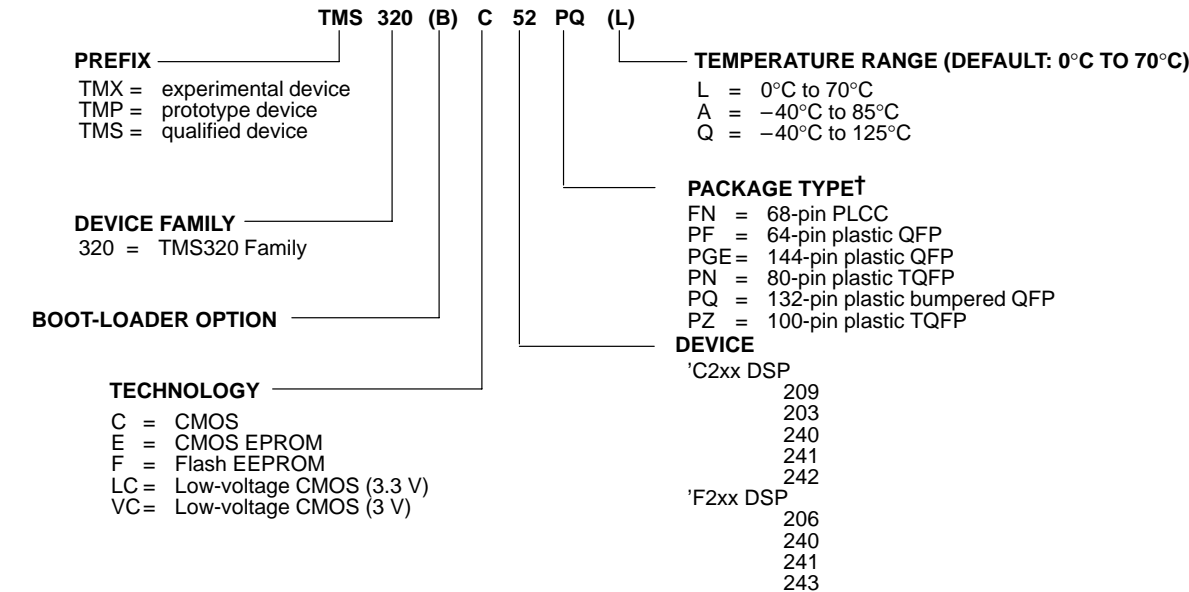 TMS 320 (B) C 52 PQ (L)
PREFIX
TMX = experimental device
TMP = prototype device
TMS = qualified device
DEVICE FAMILY
320 = TMS320 Family
BOOT-LOADER OPTION
TECHNOLOGY
C = CMOS
E = CMOS EPROM
F = Flash EEPROM
LC = Low-voltage CMOS (3.3 V)
VC = Low-voltage CMOS (3 V)
TEMPERATURE RANGE (DEFAULT: 0°C TO 70°C)
L = 0°C to 70°C
A = –40°C to 85°C
Q = –40°C to 125°C
PACKAGE TYPE†
FN = 68-pin PLCC
PF = 64-pin plastic QFP
PGE = 144-pin plastic QFP
PN = 80-pin plastic TQFP
PQ = 132-pin plastic bumpered QFP
PZ = 100-pin plastic TQFP
DEVICE
’C2xx DSP
209
203
240
241
242
’F2xx DSP
206
240
241
243